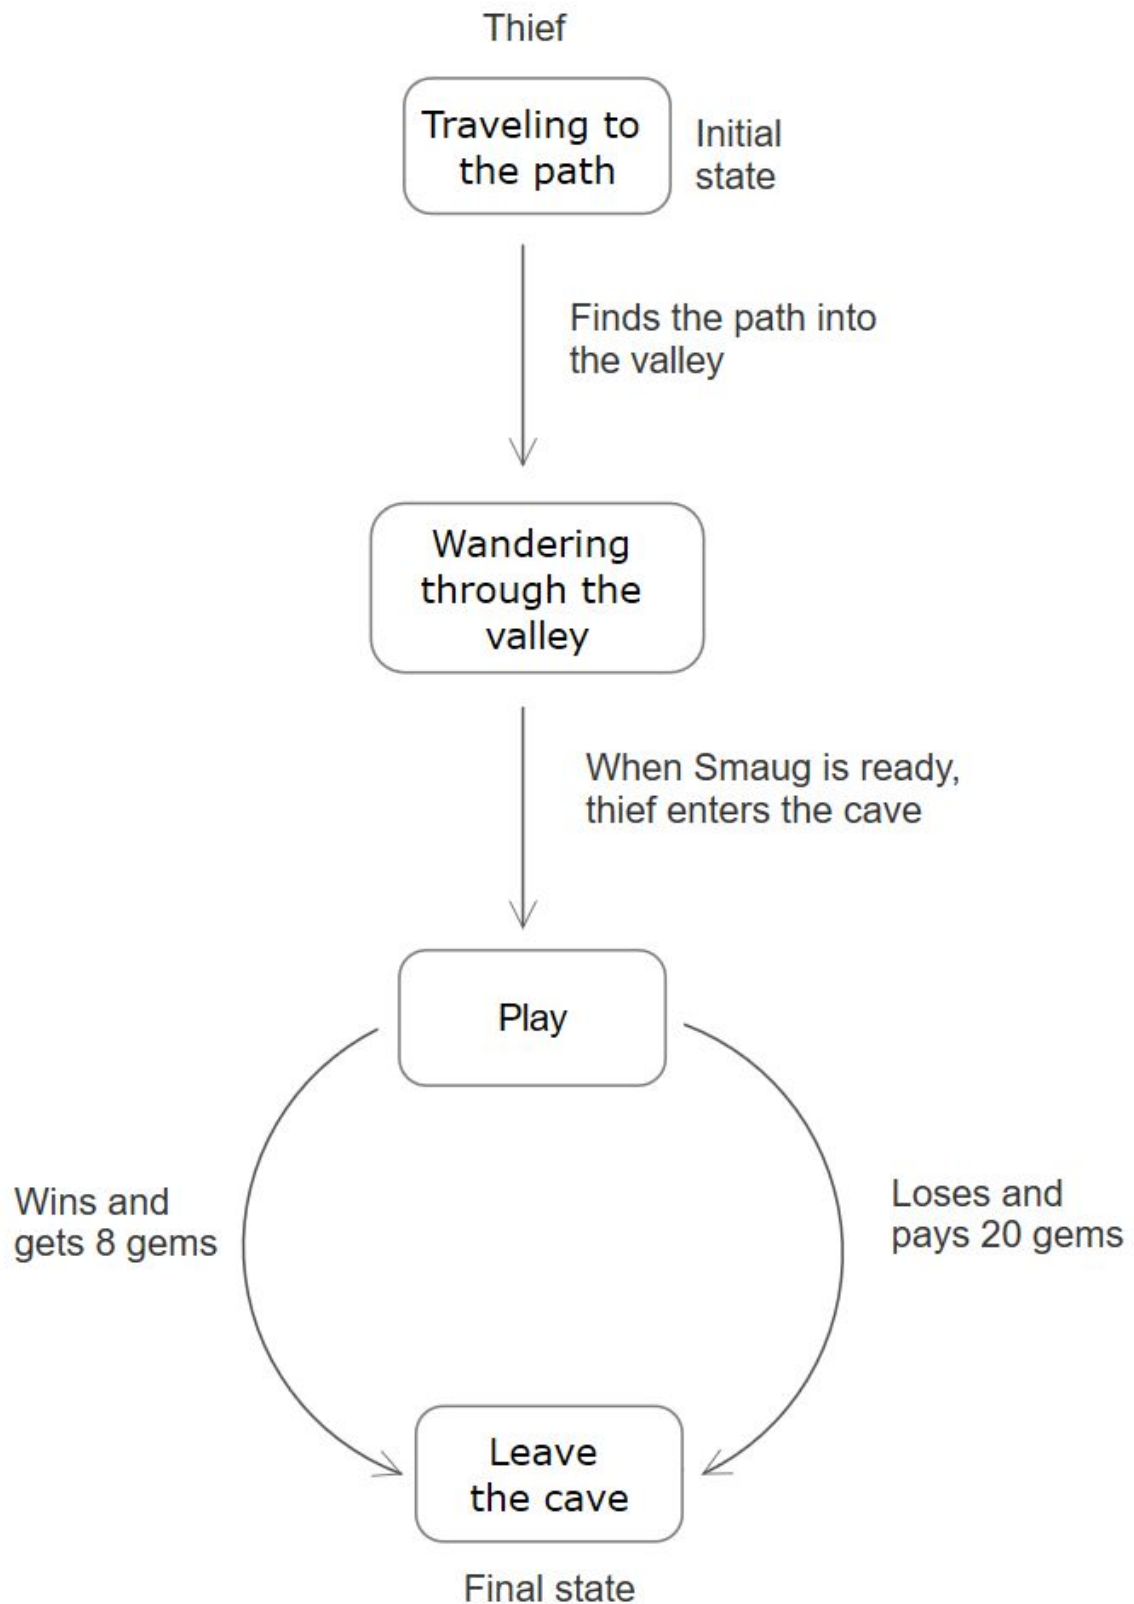 Thief
Traveling to
the path
Initial
state
Finds the path into
the valley
Wandering
through the
valley
When Smaug is ready,
thief enters the cave
Play
Wins and
gets 8 gems
Loses and
pays 20 gems
Leave
the cave
Final state